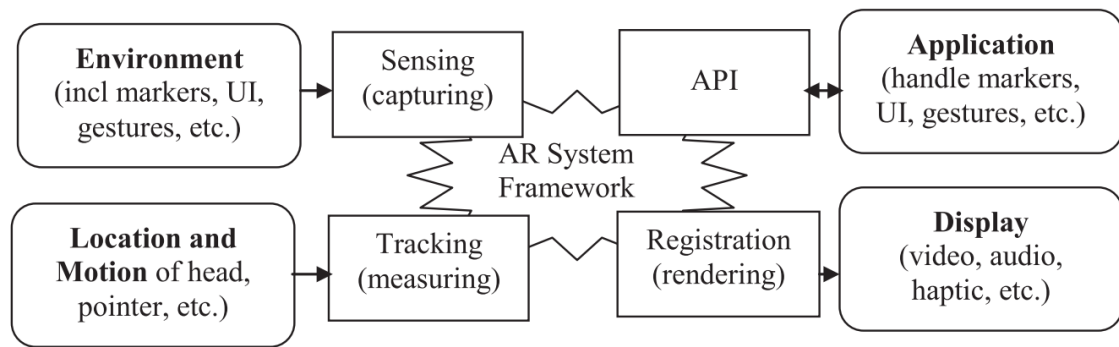 Environment
(incl markers, UI,
gestures, etc.)
Sensing
(capturing)
API
Application
(handle markers,
UI, gestures, etc.)
AR System
Framework
Location and
Motion of head,
pointer, etc.)
Tracking
(measuring)
Registration
(rendering)
Display
(video, audio,
haptic, etc.)